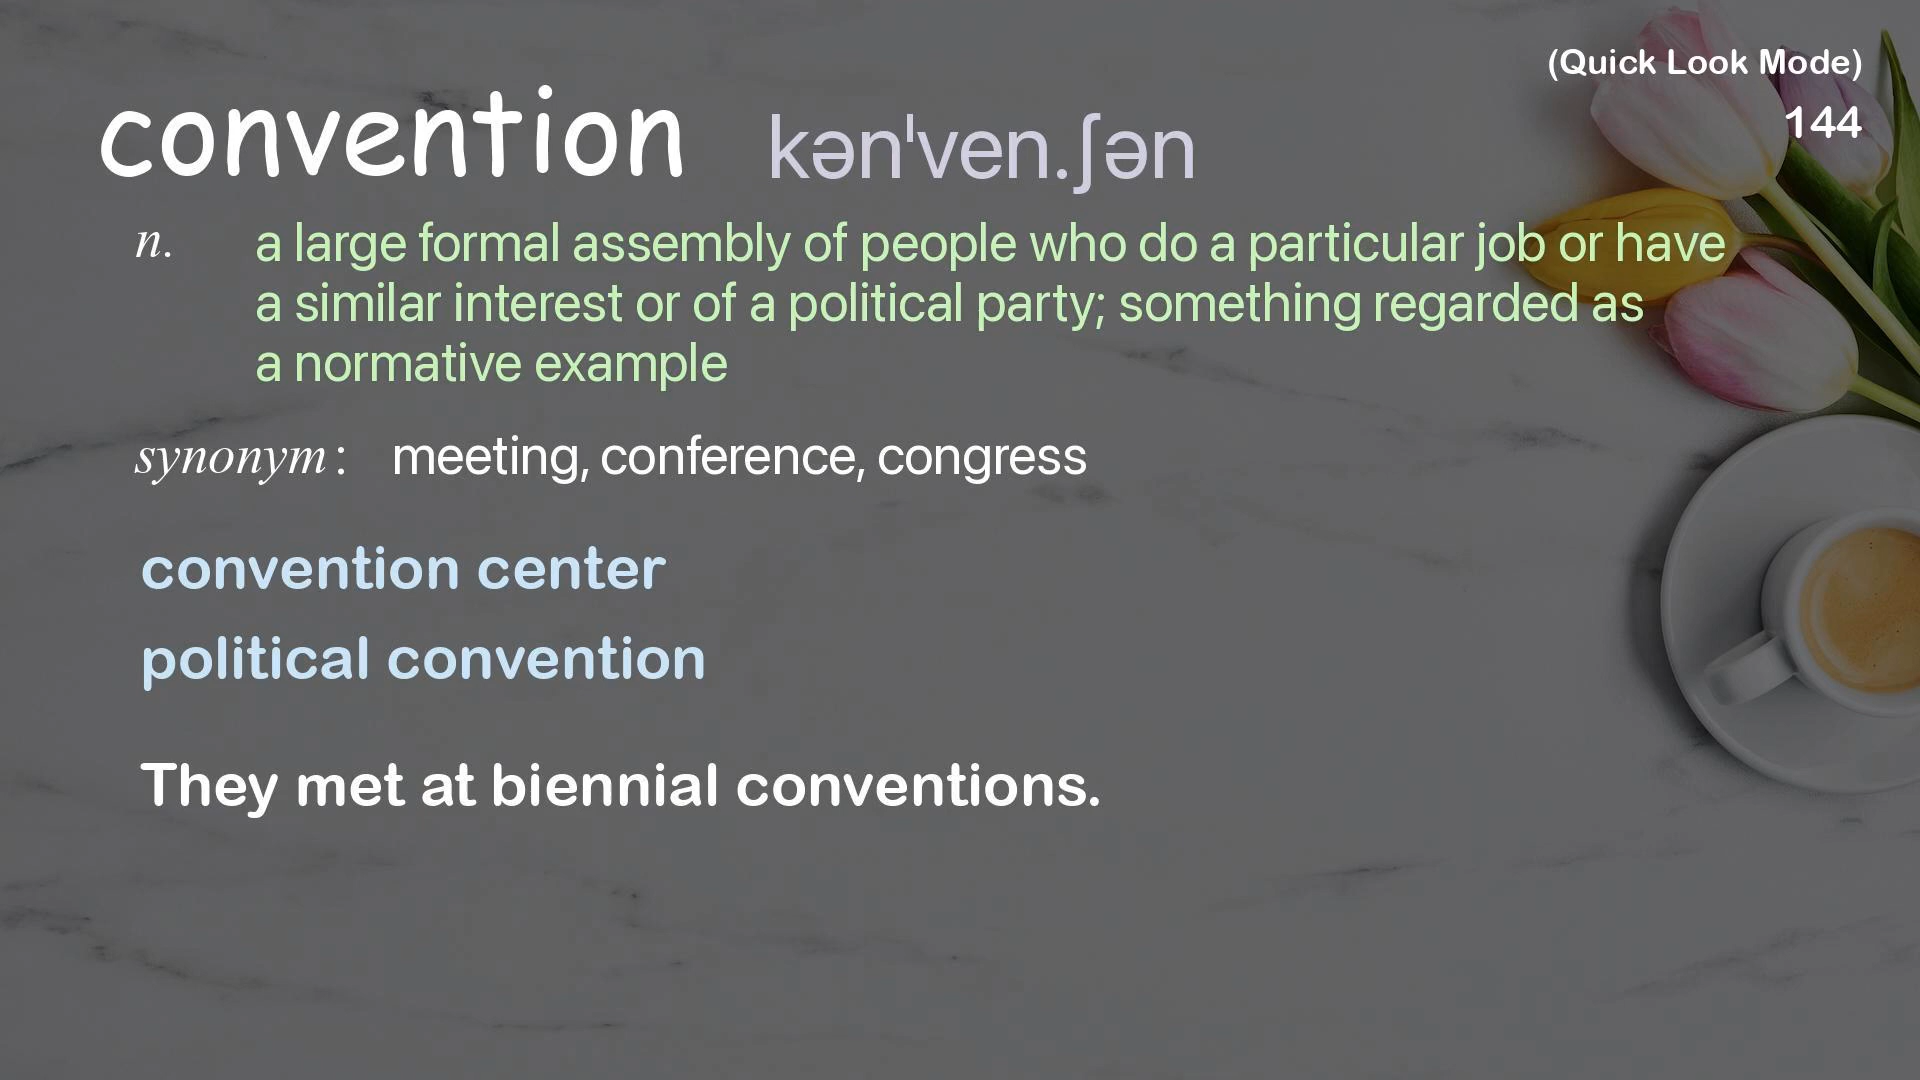 (Quick Look Mode)
144
convention kən'ven.ʃən
n. a large formal assembly of people who do a particular job or have
a similar interest or of a political party; something regarded as
a normative example
synonym: meeting, conference, congress
convention center
political convention
They met at biennial conventions.